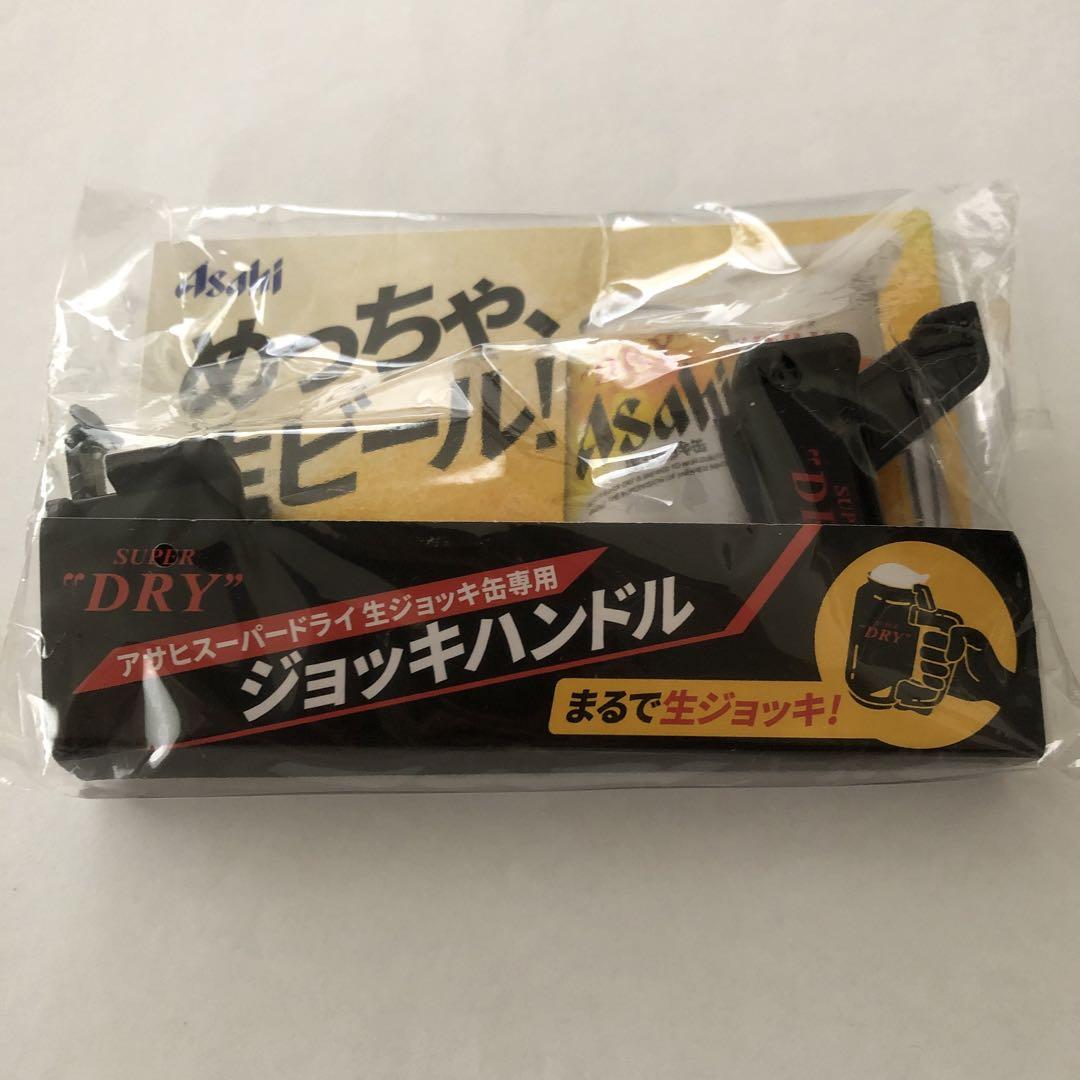 Asahi
めっちゃ、
生ビール!
Asahi
SUPER
"D
SUPER
"DRY"
アサヒスーパードライ 生ジョッキ缶専用
ジョッキハンドル
まるで生ジョッキ!
SUPER
"DRY"